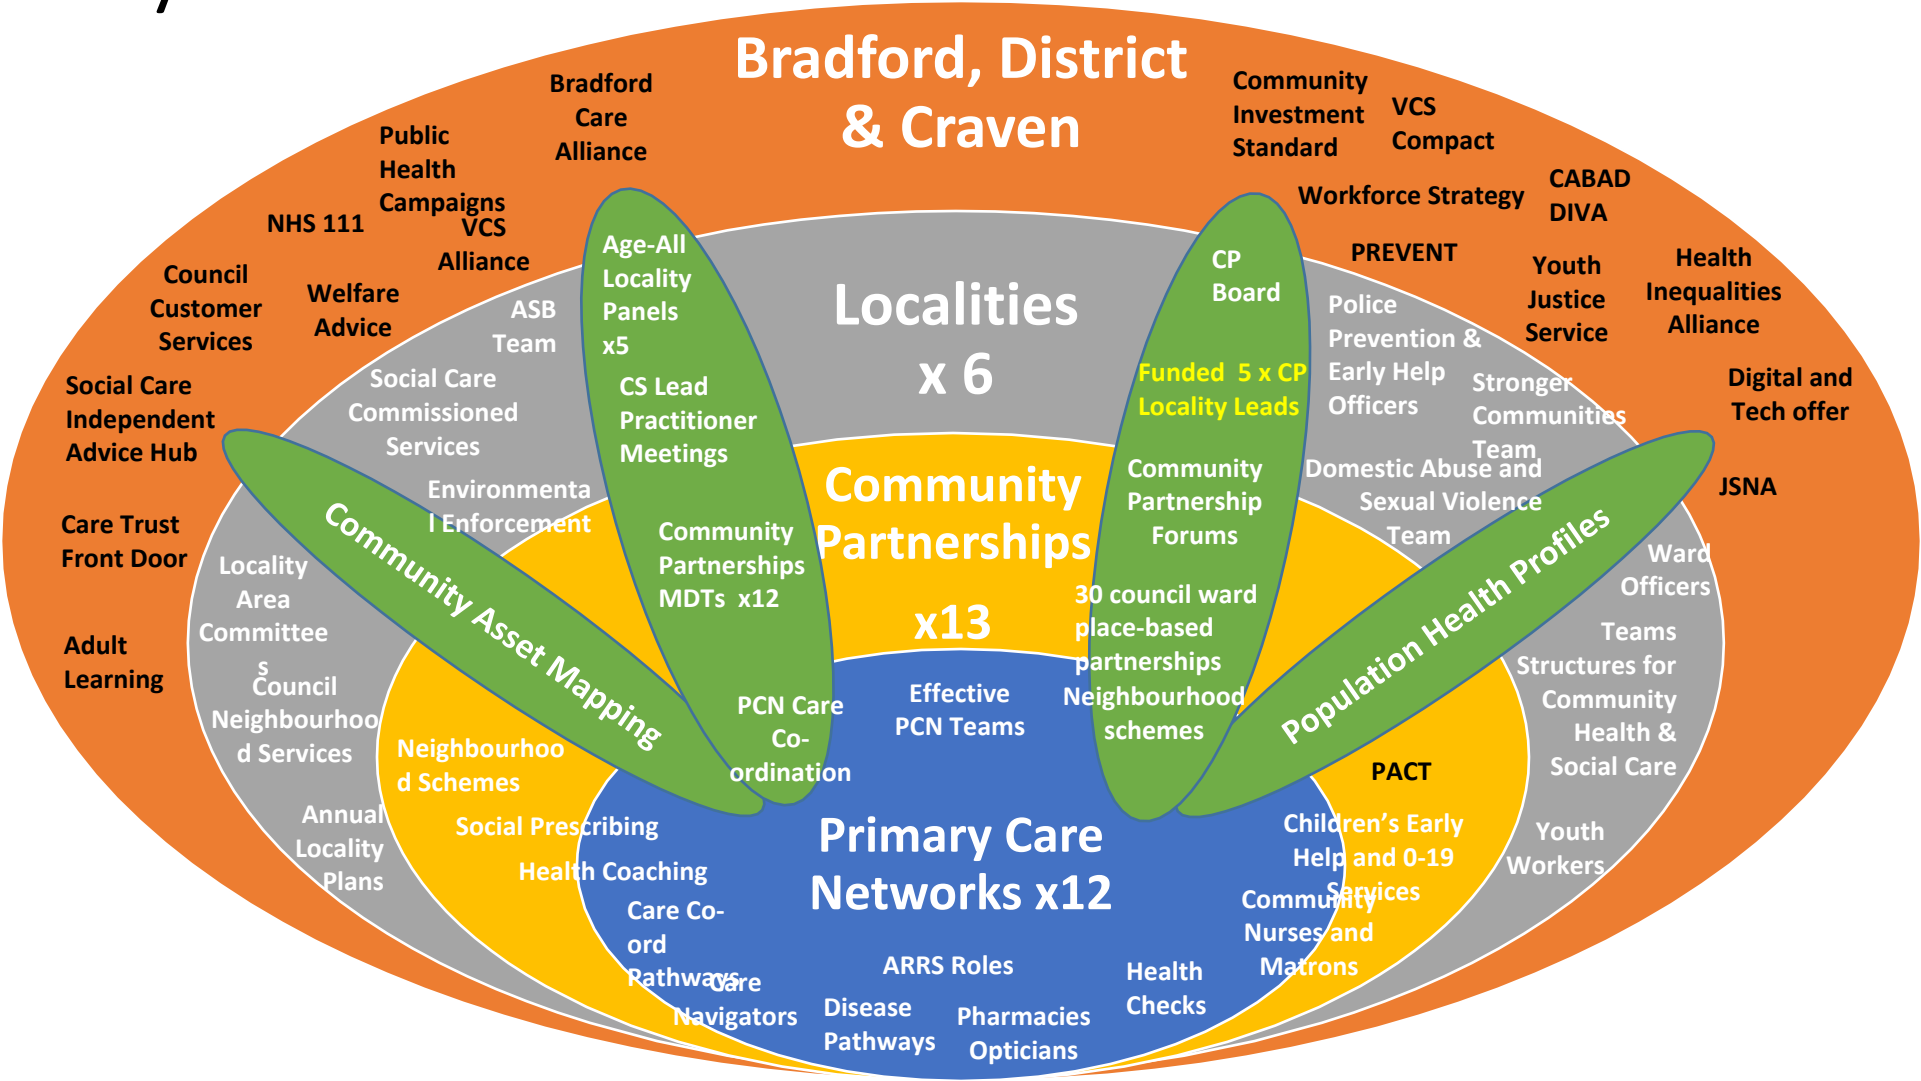 Bradford, District
& Craven
Bradford
Care
Alliance
Public
Health
Campaigns
NHS 111
VCS
Alliance
Council
Customer
Services
Welfare
Advice
Social Care
Independent
Advice Hub
Care Trust
Front Door
Adult
Learning
Community
Investment
Standard
VCS
Compact
Workforce Strategy
CABAD
DIVA
PREVENT
Youth
Justice
Service
Health
Inequalities
Alliance
Digital and
Tech offer
JSNA
Localities
x 6
ASB
Team
Social Care
Commissioned
Services
Environmenta
l Enforcement
Locality
Area
Committee
s
Council
Neighbourhoo
d Services
Annual
Locality
Plans
Police
Prevention &
Early Help
Officers
Stronger
Communities
Team
Domestic Abuse and
Sexual Violence
Team
Ward
Officers
Teams
Structures for
Community
Health &
Social Care
Youth
Workers
Age-All
Locality
Panels
x5
CS Lead
Practitioner
Meetings
Community
Partnerships
MDTs x12
PCN Care
Co-
ordination
CP
Board
Funded 5 x CP
Locality Leads
Community
Partnership
Forums
30 council ward
place-based
partnerships
Neighbourhood
schemes
Community Asset Mapping
Population Health Profiles
Community
Partnerships
x13
Neighbourhoo
d Schemes
Social Prescribing
Health Coaching
PACT
Children's Early
Help and 0-19
Services
Community
Nurses and
Matrons
Effective
PCN Teams
Primary Care
Networks x12
Care Co-
ord
Pathways
Care
Navigators
ARRS Roles
Disease
Pathways
Pharmacies
Opticians
Health
Checks